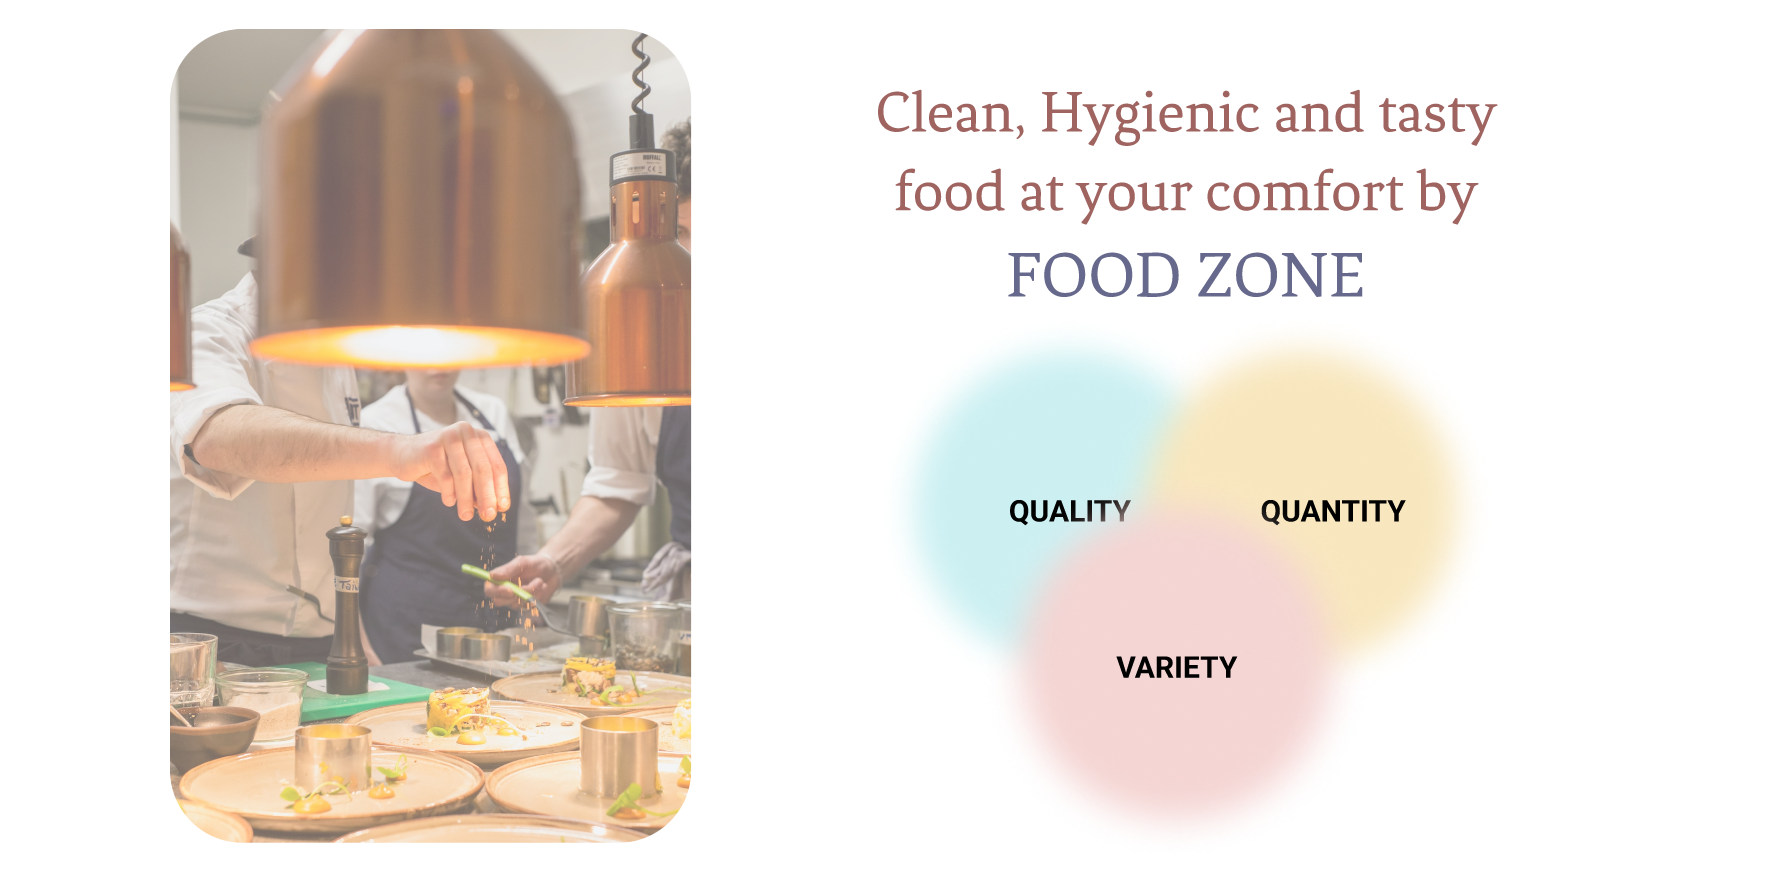 Clean, Hygienic and tasty
food at your comfort by
FOOD ZONE
QUALITY
QUANTITY
VARIETY